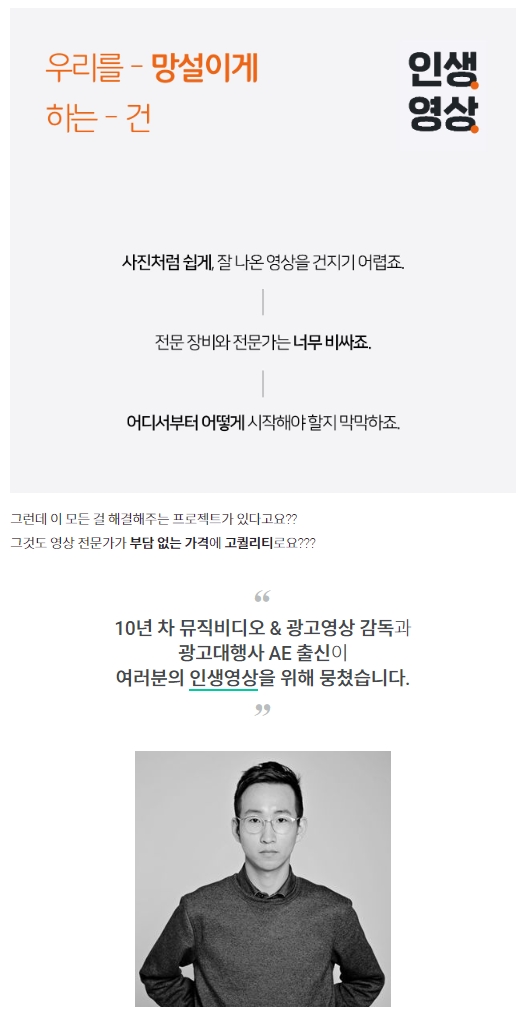 우리를 - 망설이게
하는 - 건
인생
영상
사진처럼 쉽게, 잘 나온 영상을 건지기 어렵죠.
전문 장비와 전문가는 너무 비싸죠.
어디서부터 어떻게 시작해야 할지 막막하죠.
그런데 이 모든 걸 해결해주는 프로젝트가 있다고요??
그것도 영상 전문가가 부담 없는 가격에 고퀄리티로요???
“
10년 차 뮤직비디오 & 광고영상 감독과
광고대행사 AE 출신이
여러분의 인생영상을 위해 뭉쳤습니다.
”